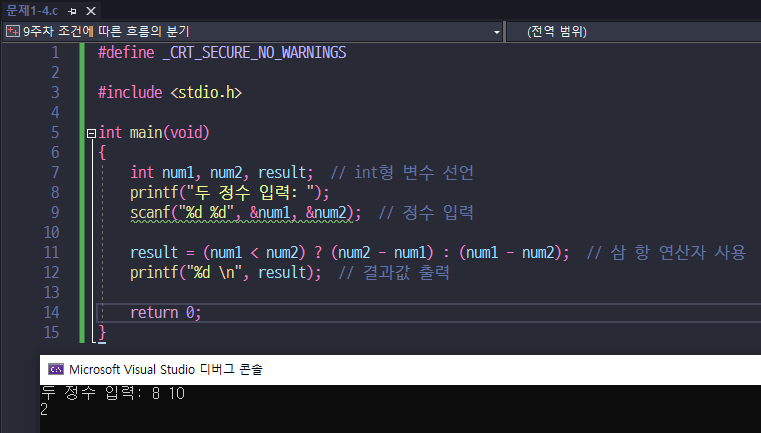 문제1-4.c
9주차 조건에 따른 흐름의 분기 (전역 범위)
1 #define _CRT_SECURE_NO_WARNINGS
2
3 #include <stdio.h>
4
5 int main(void)
6 {
7 int num1, num2, result; // int형 변수 선언
8 printf("두 정수 입력: ");
9 scanf("%d %d", &num1, &num2); // 정수 입력
10
11 result = (num1 < num2) ? (num2 - num1) : (num1 - num2); // 삼 항 연산자 사용
12 printf("%d \n", result); // 결과값 출력
13
14 return 0;
15 }
Microsoft Visual Studio 디버그 콘솔
두 정수 입력: 8 10
2